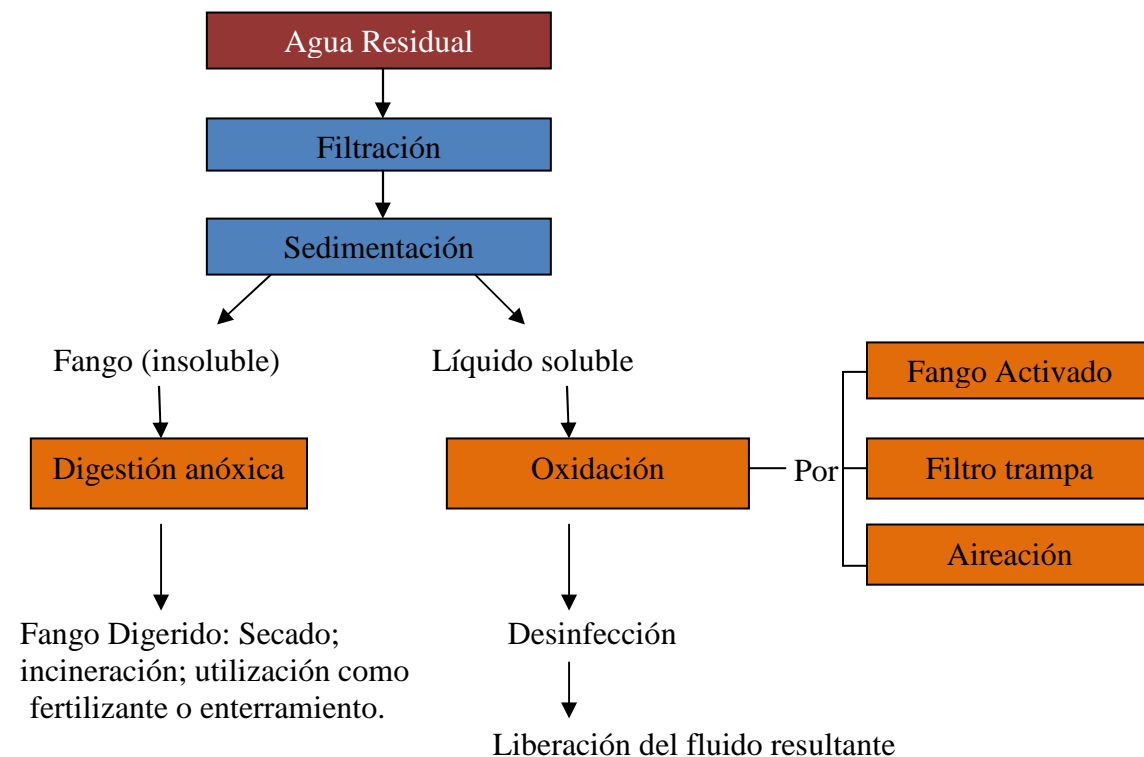 Agua Residual
Filtración
Sedimentación
Fango (insoluble)
Líquido soluble
Fango Activado
Digestión anóxica
Oxidación
Por
Filtro trampa
Aireación
Fango Digerido: Secado;
incineración; utilización como
fertilizante o enterramiento.
Desinfección
Liberación del fluido resultante